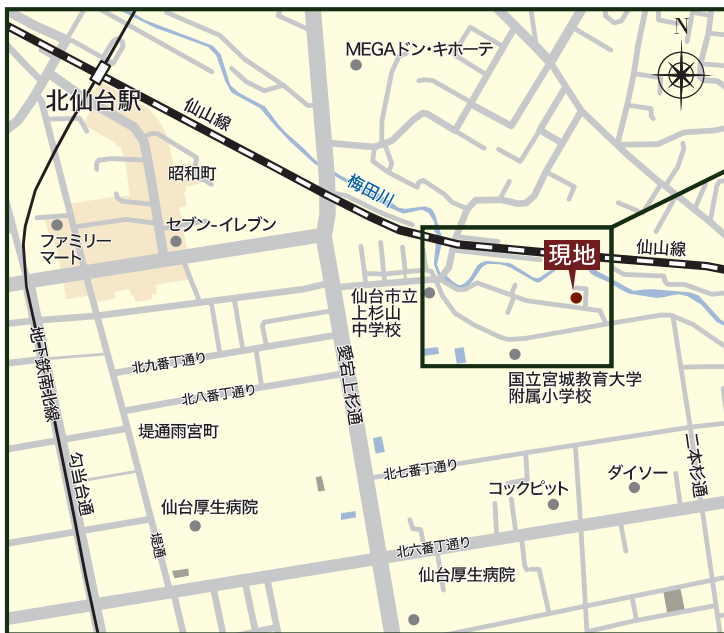 N
MEGAドン・キホーテ
北仙台駅
仙山線
昭和町
梅田川
セブン-イレブン
ファミリー
マート
仙山線
現地
仙台市立
上杉山
中学校
地下鉄南北線
愛宕上杉通
北九番丁通り
国立宮城教育大学
附属小学校
北八番丁通り
堤通雨宮町
二本杉通
勾当台通
北七番丁通り
ダイソー
コックピット
仙台厚生病院
堤通
北六番丁通り
仙台厚生病院